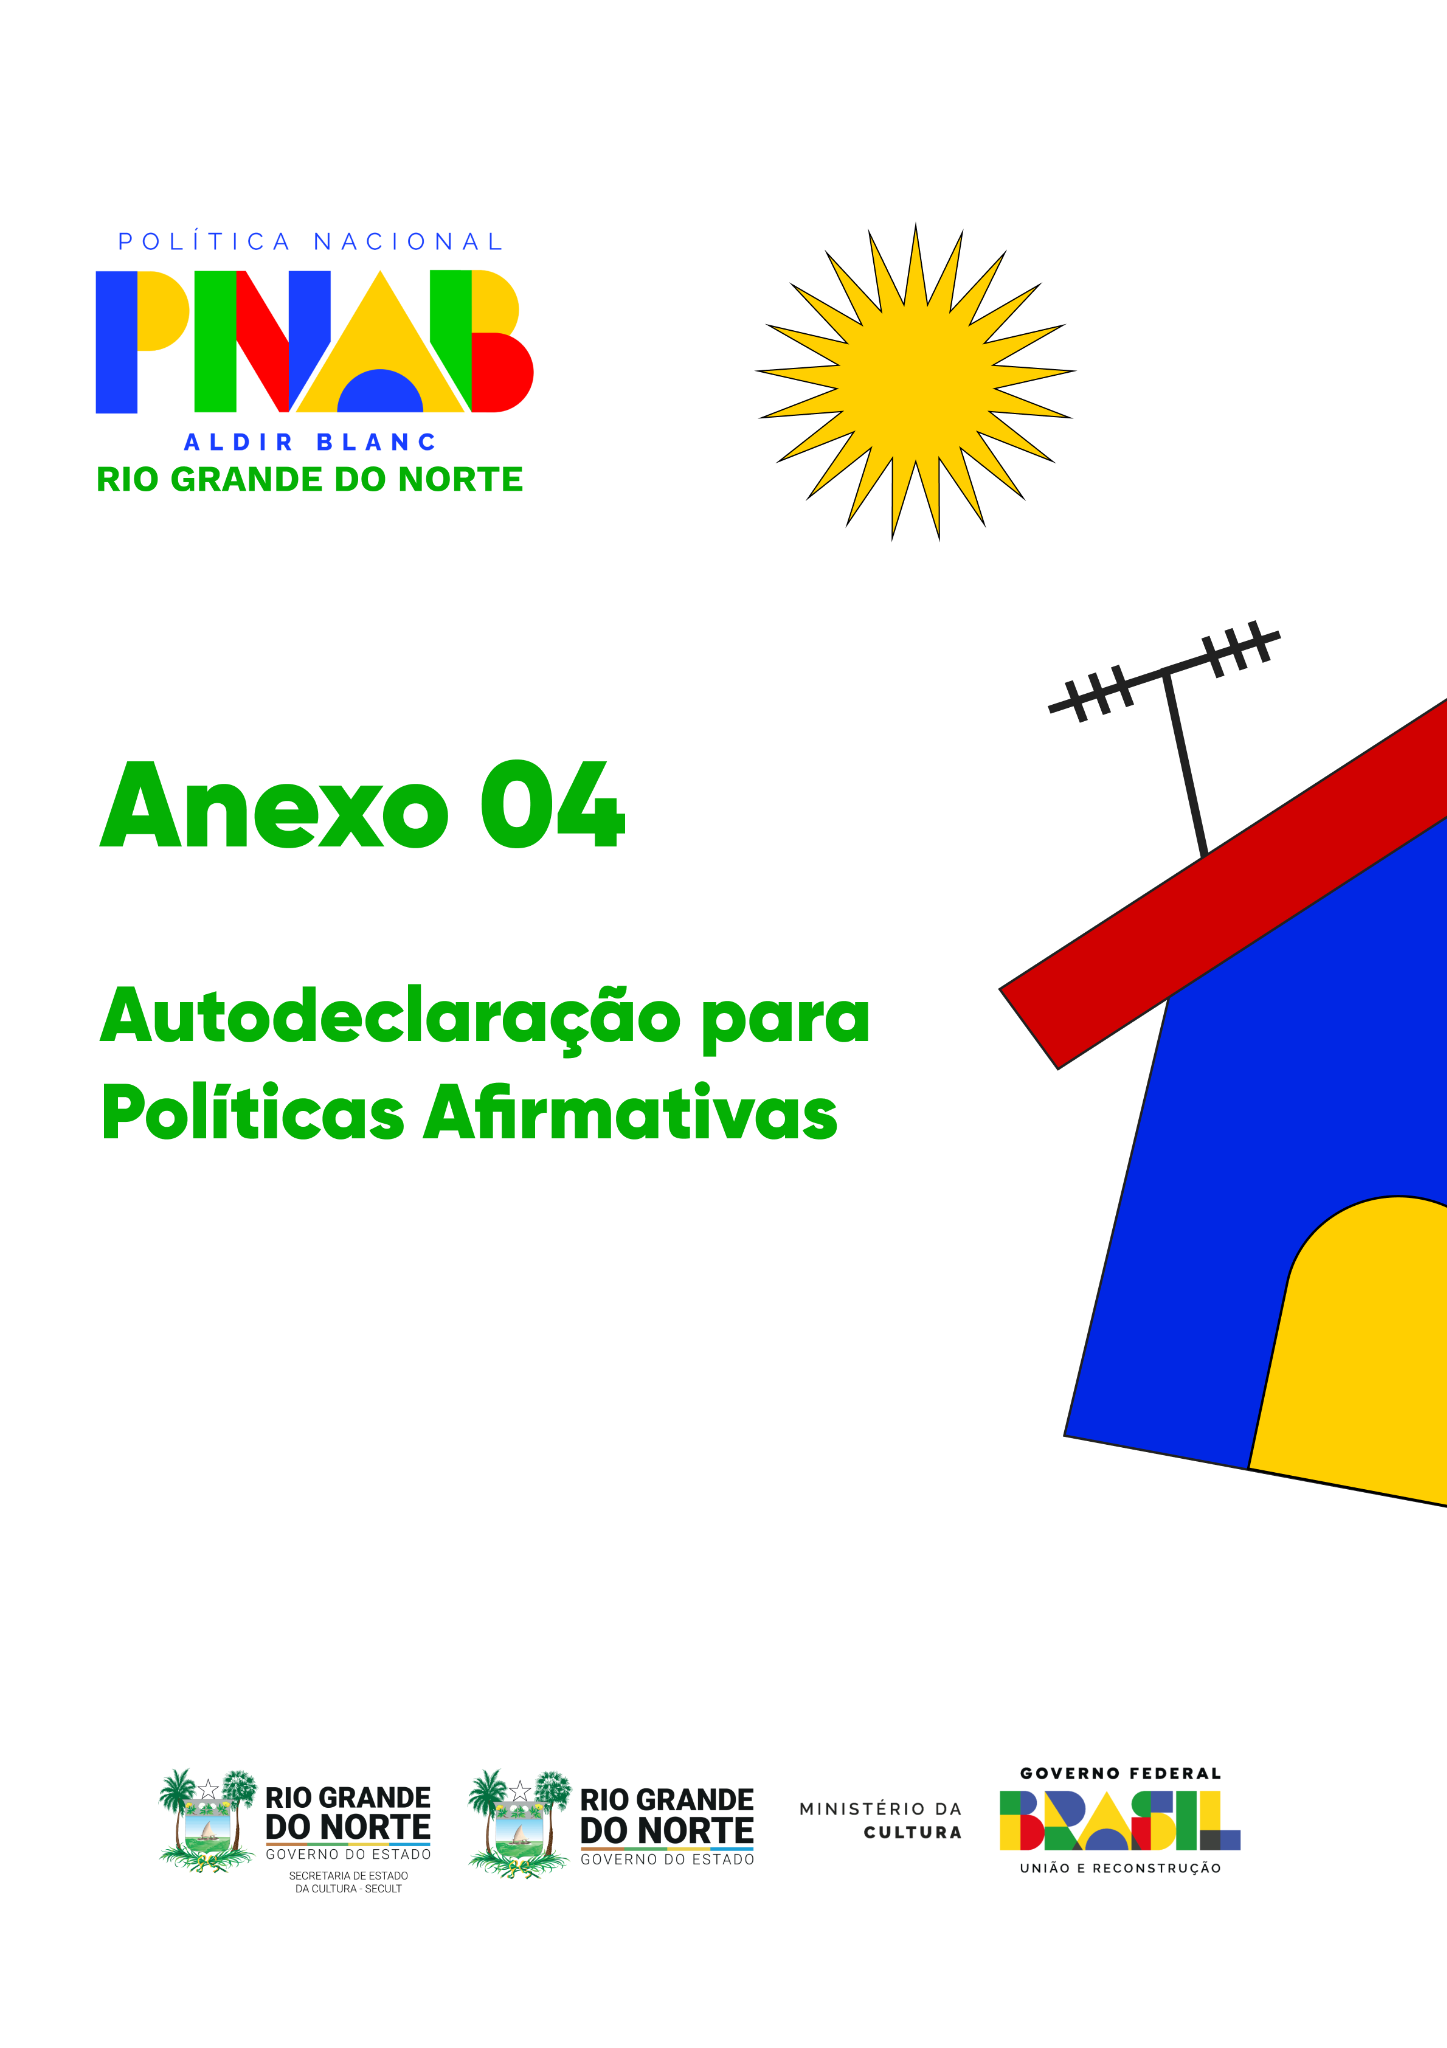 POLÍTICA NACIONAL
PNAB
ALDIR BLANC
RIO GRANDE DO NORTE
Anexo 04
Autodeclaração para
Políticas Afirmativas
RIO GRANDE
DO NORTE
GOVERNO DO ESTADO
SECRETARIA DE ESTADO
DA CULTURA - SECULT
RIO GRANDE
DO NORTE
GOVERNO DO ESTADO
MINISTÉRIO DA
CULTURA
GOVERNO FEDERAL
BRASIL
UNIÃO E RECONSTRUÇÃO